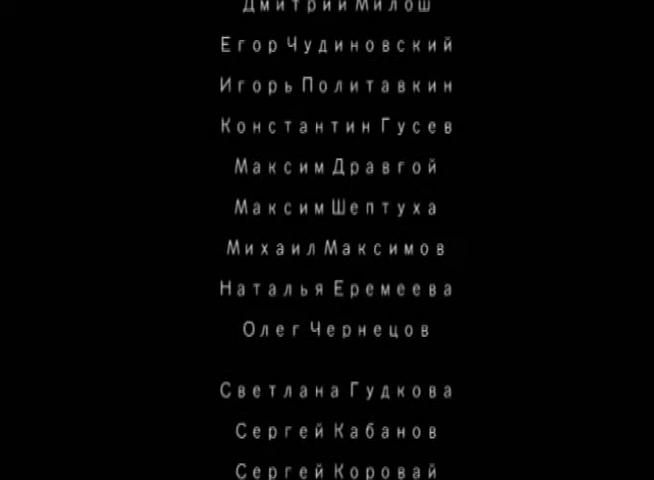 Дмитрий Милош
Егор Чудиновский
Игорь Политавкин
Константин Гусев
Максим Дравгой
Максим Шептуха
Михаил Максимов
Наталья Еремеева
Олег Чернецов
Светлана Гудкова
Сергей Кабанов
Сергей Коровай